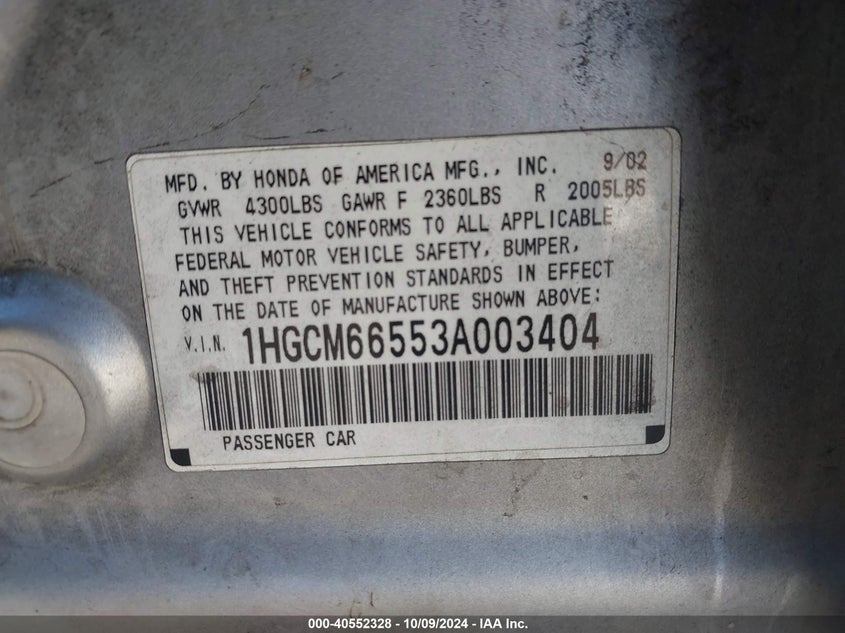 MFD. BY HONDA OF AMERICA MFG., INC. 9/02
GVWR 4300LBS GAWR F 2360LBS R 2005LBS
THIS VEHICLE CONFORMS TO ALL APPLICABLE
FEDERAL MOTOR VEHICLE SAFETY, BUMPER,
AND THEFT PREVENTION STANDARDS IN EFFECT
ON THE DATE OF MANUFACTURE SHOWN ABOVE:
V.I.N. 1HGCM66553A003404
PASSENGER CAR
000-40552328 - 10/09/2024 - IAA Inc.